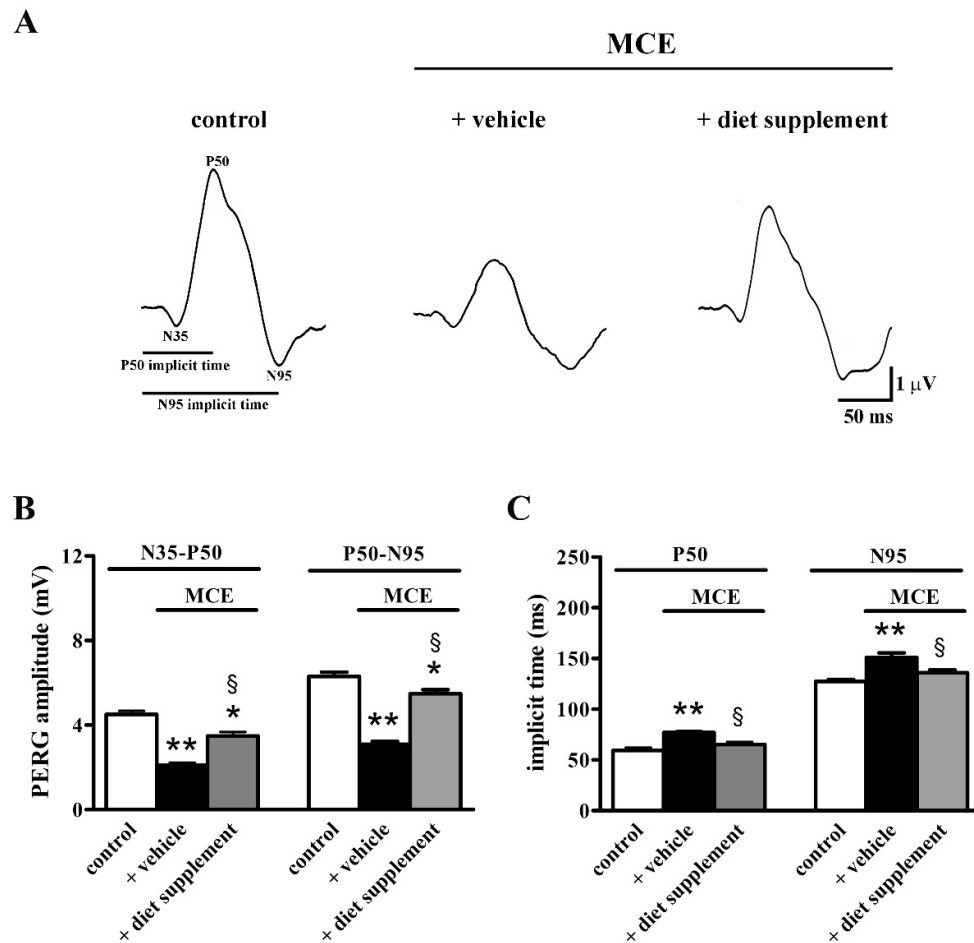 A
MCE
control
+ vehicle
+ diet supplement
P50
N35
N95
P50 implicit time
N95 implicit time
1 μV
50 ms
B
N35-P50
P50-N95
MCE
MCE
PERG amplitude (mV)
12
8
4
0
**
§
*
**
§
*
control
+ vehicle
+ diet supplement
control
+ vehicle
+ diet supplement
C
P50
N95
MCE
MCE
implicit time (ms)
250
200
150
100
50
0
**
§
**
§
control
+ vehicle
+ diet supplement
control
+ vehicle
+ diet supplement